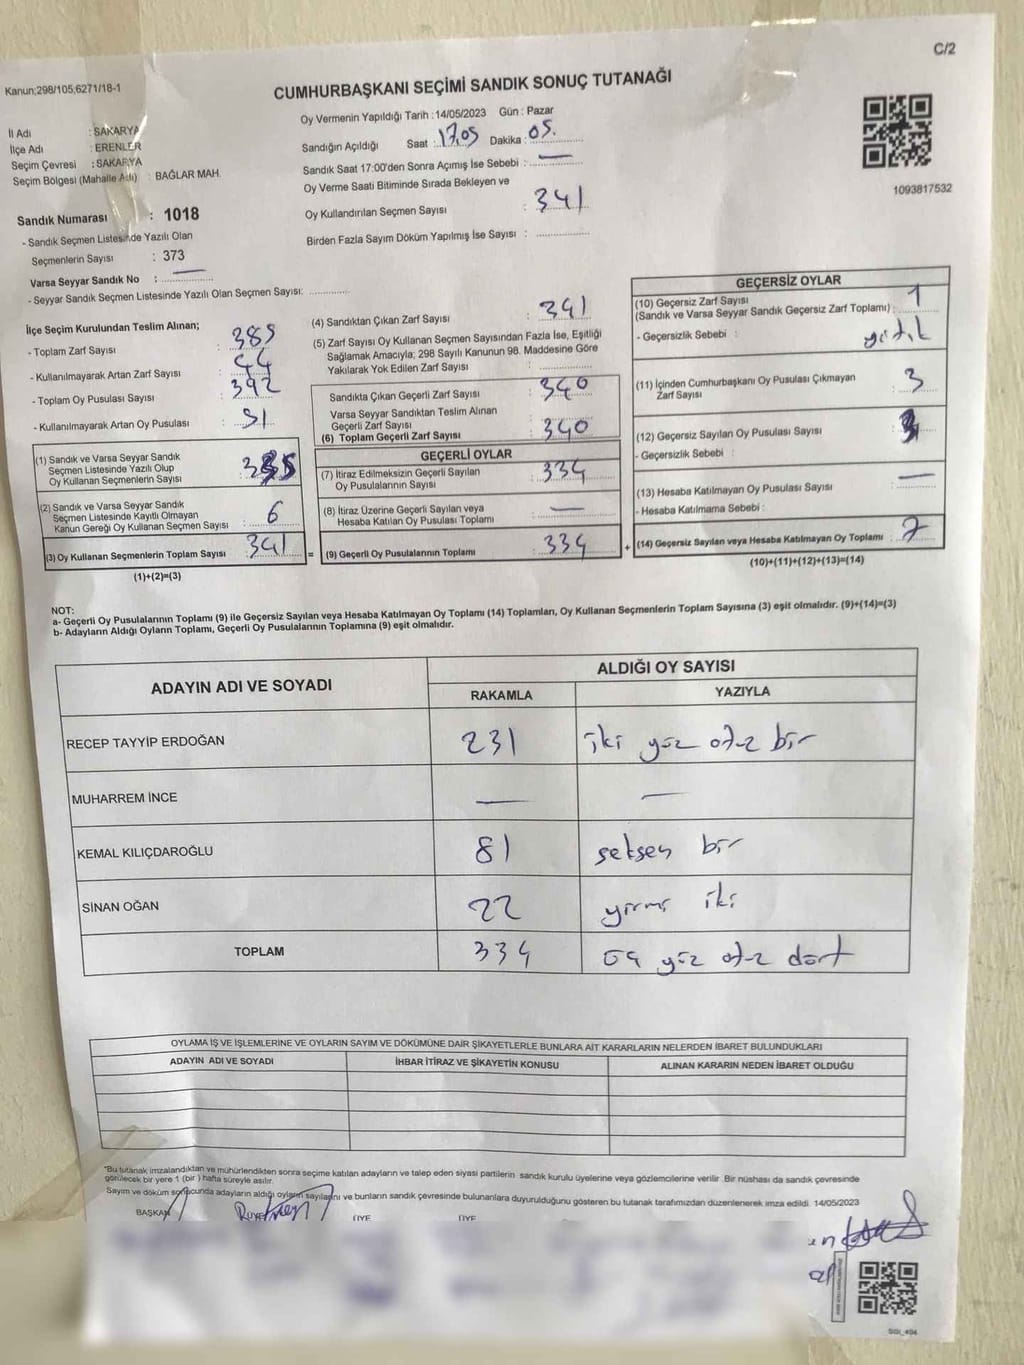 C/2
Kanun;298/105;6271/18-1
CUMHURBAŞKANI SEÇİMİ SANDIK SONUÇ TUTANAĞI
İl Adı : SAKARYA
İlçe Adı : ERENLER
Seçim Çevresi : SAKARYA
Seçim Bölgesi (Mahalle Adı) : BAĞLAR MAH.
Sandık Numarası : 1018
- Sandık Seçmen Listesinde Yazılı Olan
Seçmenlerin Sayısı : 373
Varsa Seyyar Sandık No : —
- Seyyar Sandık Seçmen Listesinde Yazılı Olan Seçmen Sayısı: ............
Oy Vermenin Yapıldığı Tarih : 14/05/2023 Gün : Pazar
Sandığın Açıldığı Saat : 17,05 Dakika : 05.
Sandık Saat 17:00'den Sonra Açımış İse Sebebi : —
Oy Verme Saati Bitiminde Sırada Bekleyen ve
Oy Kullandırılan Seçmen Sayısı : 341
Birden Fazla Sayım Döküm Yapılmış İse Sayısı : ............
1093817532
İlçe Seçim Kurulundan Teslim Alınan;
- Toplam Zarf Sayısı : 385
- Kullanılmayarak Artan Zarf Sayısı : 44
- Toplam Oy Pusulası Sayısı : 392
- Kullanılmayarak Artan Oy Pusulası : 51
(1) Sandık ve Varsa Seyyar Sandık
Seçmen Listesinde Yazılı Olup
Oy Kullanan Seçmenlerin Sayısı : 335
(2) Sandık ve Varsa Seyyar Sandık
Seçmen Listesinde Kayıtlı Olmayan
Kanun Gereği Oy Kullanan Seçmen Sayısı : 6
(3) Oy Kullanan Seçmenlerin Toplam Sayısı : 341
(1)+(2)=(3)
(4) Sandıktan Çıkan Zarf Sayısı : 341
(5) Zarf Sayısı Oy Kullanan Seçmen Sayısından Fazla İse, Eşitliği
Sağlamak Amacıyla; 298 Sayılı Kanunun 98. Maddesine Göre
Yakılarak Yok Edilen Zarf Sayısı : ............
Sandıkta Çıkan Geçerli Zarf Sayısı : 340
Varsa Seyyar Sandıktan Teslim Alınan
Geçerli Zarf Sayısı : ............
(6) Toplam Geçerli Zarf Sayısı : 340
GEÇERLİ OYLAR
(7) İtiraz Edilmeksizin Geçerli Sayılan
Oy Pusulalarının Sayısı : 334
(8) İtiraz Üzerine Geçerli Sayılan veya
Hesaba Katılan Oy Pusulası Toplamı : —
= (9) Geçerli Oy Pusulalarının Toplamı : 334
GEÇERSİZ OYLAR
(10) Geçersiz Zarf Sayısı
(Sandık ve Varsa Seyyar Sandık Geçersiz Zarf Toplamı) : 1
- Geçersizlik Sebebi : yırtık
(11) İçinden Cumhurbaşkanı Oy Pusulası Çıkmayan
Zarf Sayısı : 3
(12) Geçersiz Sayılan Oy Pusulası Sayısı : 3
- Geçersizlik Sebebi :
(13) Hesaba Katılmayan Oy Pusulası Sayısı : —
- Hesaba Katılmama Sebebi :
+ (14) Geçersiz Sayılan veya Hesaba Katılmayan Oy Toplamı : 7
(10)+(11)+(12)+(13)=(14)
NOT:
a- Geçerli Oy Pusulalarının Toplamı (9) ile Geçersiz Sayılan veya Hesaba Katılmayan Oy Toplamı (14) Toplamları, Oy Kullanan Seçmenlerin Toplam Sayısına (3) eşit olmalıdır. (9)+(14)=(3)
b- Adayların Aldığı Oyların Toplamı, Geçerli Oy Pusulalarının Toplamına (9) eşit olmalıdır.
ADAYIN ADI VE SOYADI ALDIĞI OY SAYISI
RAKAMLA YAZIYLA
RECEP TAYYİP ERDOĞAN 231 iki yüz otuz bir
MUHARREM İNCE — —
KEMAL KILIÇDAROĞLU 81 seksen bir
SİNAN OĞAN 22 yirmi iki
TOPLAM 334 üç yüz otuz dört
OYLAMA İŞ VE İŞLEMLERİNE VE OYLARIN SAYIM VE DÖKÜMÜNE DAİR ŞİKAYETLERLE BUNLARA AİT KARARLARIN NELERDEN İBARET BULUNDUKLARI
ADAYIN ADI VE SOYADI İHBAR İTİRAZ VE ŞİKAYETİN KONUSU ALINAN KARARIN NEDEN İBARET OLDUĞU
"Bu tutanak imzalandıktan ve mühürlendikten sonra seçime katılan adayların ve talep eden siyasi partilerin sandık kurulu üyelerine veya gözlemcilerine verilir. Bir nüshası da sandık çevresinde
görülecek bir yere 1 (bir) hafta süreyle asılır.
Sayım ve döküm sonucunda adayların aldığı oyların sayılarını ve bunların sandık çevresinde bulunanlara duyurulduğunu gösteren bu tutanak tarafımızdan düzenlenerek imza edildi. 14/05/2023
BAŞKAN ÜYE ÜYE